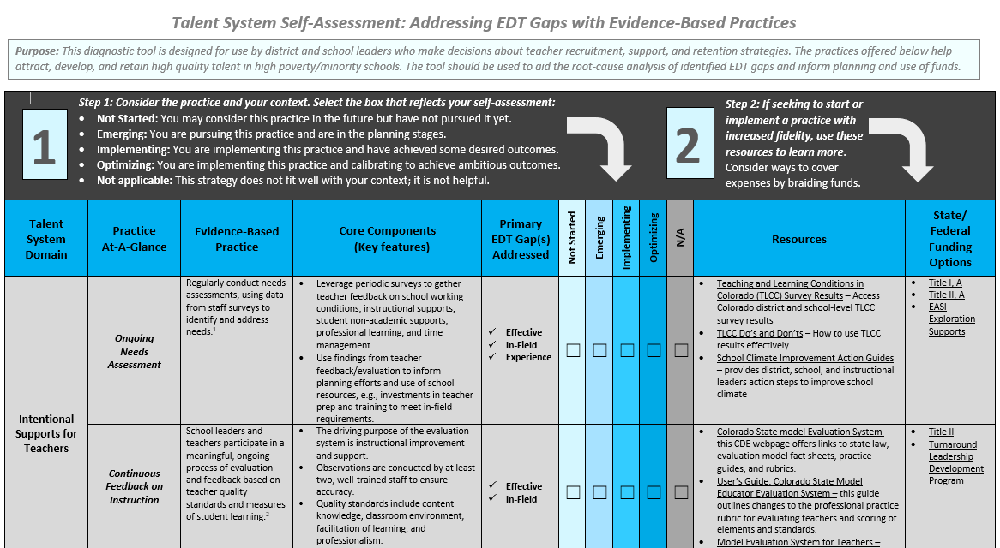 Talent System Self-Assessment: Addressing EDT Gaps with Evidence-Based Practices
Purpose: This diagnostic tool is designed for use by district and school leaders who make decisions about teacher recruitment, support, and retention strategies. The practices offered below help
attract, develop, and retain high quality talent in high poverty/minority schools. The tool should be used to aid the root-cause analysis of identified EDT gaps and inform planning and use of funds.
1
Step 1: Consider the practice and your context. Select the box that reflects your self-assessment:
• Not Started: You may consider this practice in the future but have not pursued it yet.
• Emerging: You are pursuing this practice and are in the planning stages.
• Implementing: You are implementing this practice and have achieved some desired outcomes.
• Optimizing: You are implementing this practice and calibrating to achieve ambitious outcomes.
• Not applicable: This strategy does not fit well with your context; it is not helpful.
2
Step 2: If seeking to start or
implement a practice with
increased fidelity, use these
resources to learn more.
Consider ways to cover
expenses by braiding funds.
Talent
System
Domain
Practice
At-A-Glance
Evidence-Based
Practice
Core Components
(Key features)
Primary
EDT Gap(s)
Addressed
Not Started
Emerging
Implementing
Optimizing
N/A
Resources
State/
Federal
Funding
Options
Intentional
Supports for
Teachers
Ongoing
Needs
Assessment
Regularly conduct needs
assessments, using data
from staff surveys to
identify and address
needs.1
• Leverage periodic surveys to gather
teacher feedback on school working
conditions, instructional supports,
student non-academic supports,
professional learning, and time
management.
• Use findings from teacher
feedback/evaluation to inform
planning efforts and use of school
resources, e.g., investments in teacher
prep and training to meet in-field
requirements.
✓ Effective
✓ In-Field
✓ Experience
☐ ☐ ☐ ☐ ☐
• Teaching and Learning Conditions in
Colorado (TLCC) Survey Results – Access
Colorado district and school-level TLCC
survey results
• TLCC Do's and Don'ts – How to use TLCC
results effectively
• School Climate Improvement Action Guides
– provides district, school, and instructional
leaders action steps to improve school
climate
• Title I, A
• Title II, A
• EASI
Exploration
Supports
Continuous
Feedback on
Instruction
School leaders and
teachers participate in a
meaningful, ongoing
process of evaluation
and feedback based on
teacher quality
standards and measures
of student learning.2
• The driving purpose of the evaluation
system is instructional improvement
and support.
• Observations are conducted by at least
two, well-trained staff to ensure
accuracy.
• Quality standards include content
knowledge, classroom environment,
facilitation of learning, and
professionalism.
✓ Effective
✓ In-Field
☐ ☐ ☐ ☐ ☐
• Colorado State model Evaluation System –
this CDE webpage offers links to state law,
evaluation model fact sheets, practice
guides, and rubrics.
• User's Guide: Colorado State Model
Educator Evaluation System – this guide
outlines changes to the professional practice
rubric for evaluating teachers and scoring of
elements and standards.
• Model Evaluation System for Teachers –
• Title II
• Turnaround
Leadership
Development
Program